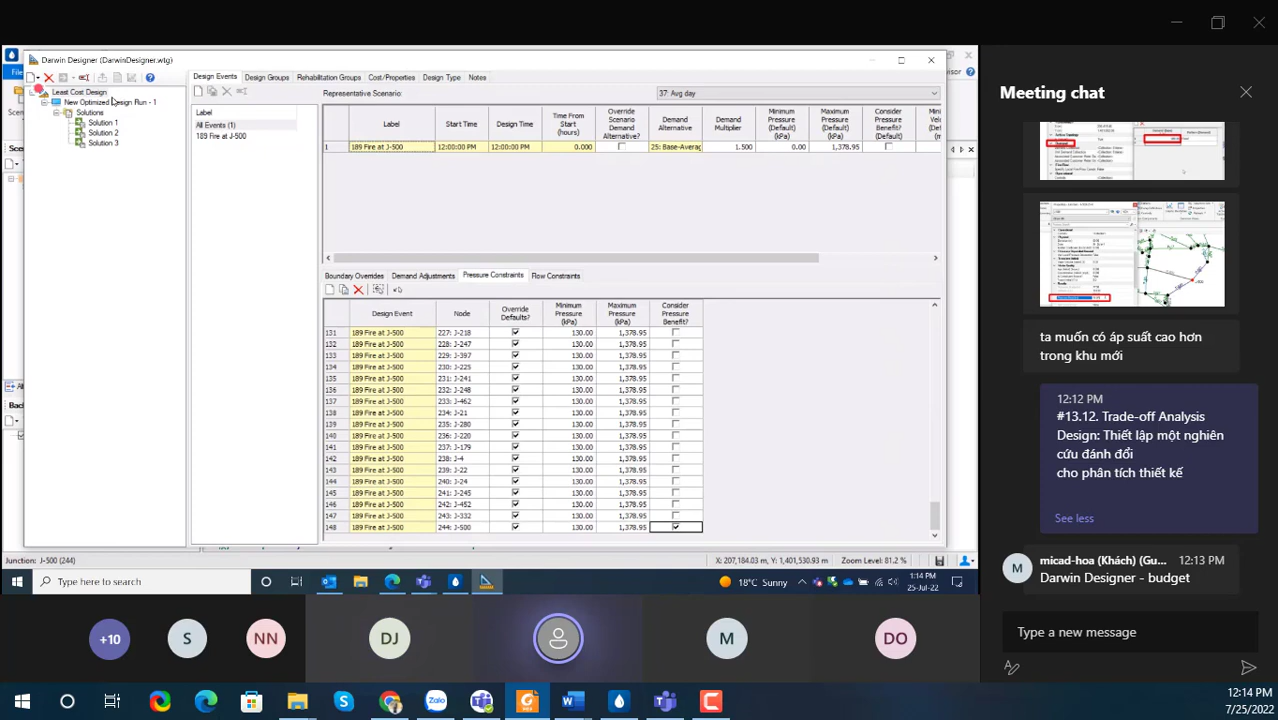 Darwin Designer (DarwinDesigner.wtg)
Least Cost Design
New Optimized Design Run - 1
Solutions
Solution 1
Solution 2
Solution 3
Design Events
Design Groups
Rehabilitation Groups
Cost/Properties
Design Type
Notes
Label
All Events (1)
189 Fire at J-500
Representative Scenario:
37: Avg day
Label Start Time Design Time Time From Start (hours) Override Scenario Demand Alternative? Demand Alternative Demand Multiplier Minimum Pressure (Default) (kPa) Maximum Pressure (Default) (kPa) Consider Pressure Benefit? (Default)
1 189 Fire at J-500 12:00:00 PM 12:00:00 PM 0.000 25: Base-Averag 1.500 0.00 1,378.95
Boundary Overrides
Demand Adjustments
Pressure Constraints
Flow Constraints
Design Event Node Override Defaults? Minimum Pressure (kPa) Maximum Pressure (kPa) Consider Pressure Benefit?
131 189 Fire at J-500 227: J-218 130.00 1,378.95
132 189 Fire at J-500 228: J-247 130.00 1,378.95
133 189 Fire at J-500 229: J-397 130.00 1,378.95
134 189 Fire at J-500 230: J-225 130.00 1,378.95
135 189 Fire at J-500 231: J-241 130.00 1,378.95
136 189 Fire at J-500 232: J-248 130.00 1,378.95
137 189 Fire at J-500 233: J-462 130.00 1,378.95
138 189 Fire at J-500 234: J-21 130.00 1,378.95
139 189 Fire at J-500 235: J-280 130.00 1,378.95
140 189 Fire at J-500 236: J-220 130.00 1,378.95
141 189 Fire at J-500 237: J-179 130.00 1,378.95
142 189 Fire at J-500 238: J-4 130.00 1,378.95
143 189 Fire at J-500 239: J-22 130.00 1,378.95
144 189 Fire at J-500 240: J-24 130.00 1,378.95
145 189 Fire at J-500 241: J-245 130.00 1,378.95
146 189 Fire at J-500 242: J-452 130.00 1,378.95
147 189 Fire at J-500 243: J-332 130.00 1,378.95
148 189 Fire at J-500 244: J-500 130.00 1,378.95
Junction: J-500 (244)
X: 207,184.03 m, Y: 1,401,530.93 m
Zoom Level: 81.2 %
Type here to search
18°C Sunny
1:14 PM
25-Jul-22
+10
S
NN
DJ
M
DO
Meeting chat
ta muốn có áp suất cao hơn
trong khu mới
12:12 PM
#13.12. Trade-off Analysis
Design: Thiết lập một nghiên
cứu đánh đổi
cho phân tích thiết kế
See less
M
micad-hoa (Khách) (Gu... 12:13 PM
Darwin Designer - budget
Type a new message
12:14 PM
7/25/2022